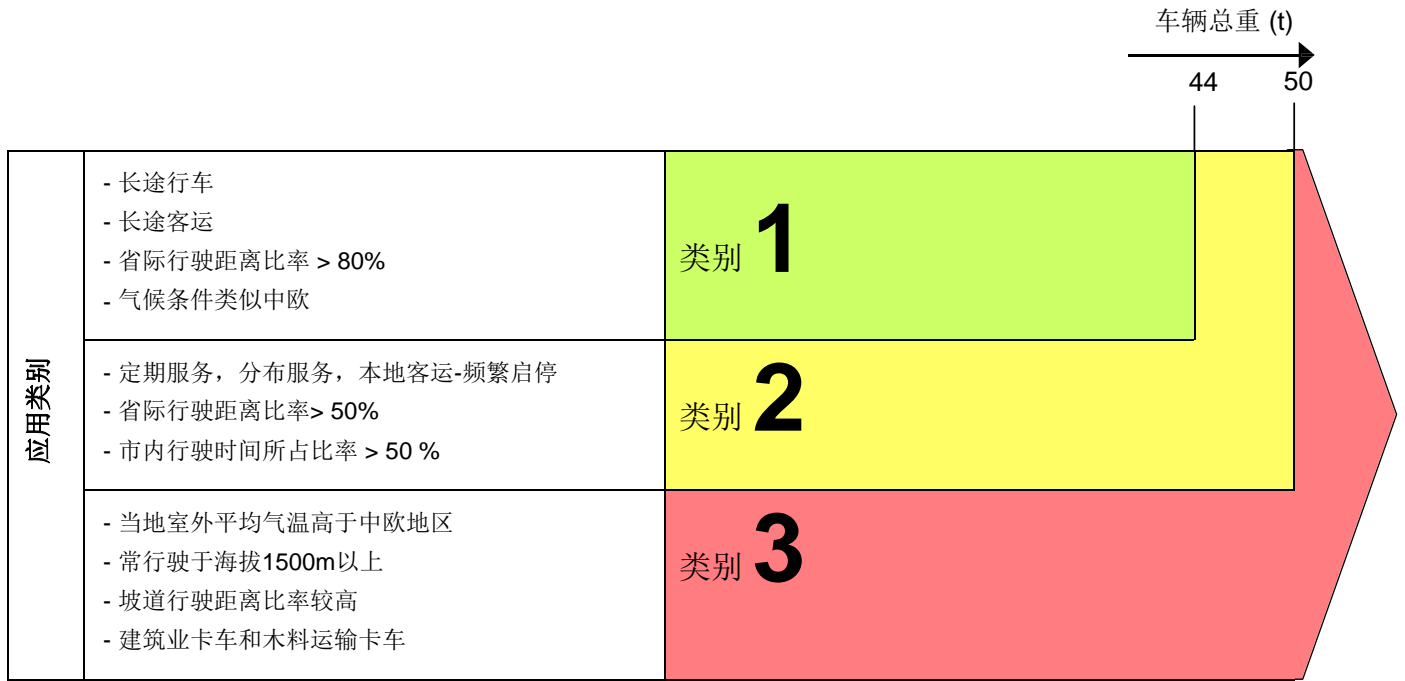 车辆总重 (t)
44 50
应用类别
- 长途行车
- 长途客运
- 省际行驶距离比率 > 80%
- 气候条件类似中欧
类别 1
- 定期服务，分布服务，本地客运-频繁启停
- 省际行驶距离比率> 50%
- 市内行驶时间所占比率 > 50 %
类别 2
- 当地室外平均气温高于中欧地区
- 常行驶于海拔1500m以上
- 坡道行驶距离比率较高
- 建筑业卡车和木料运输卡车
类别 3